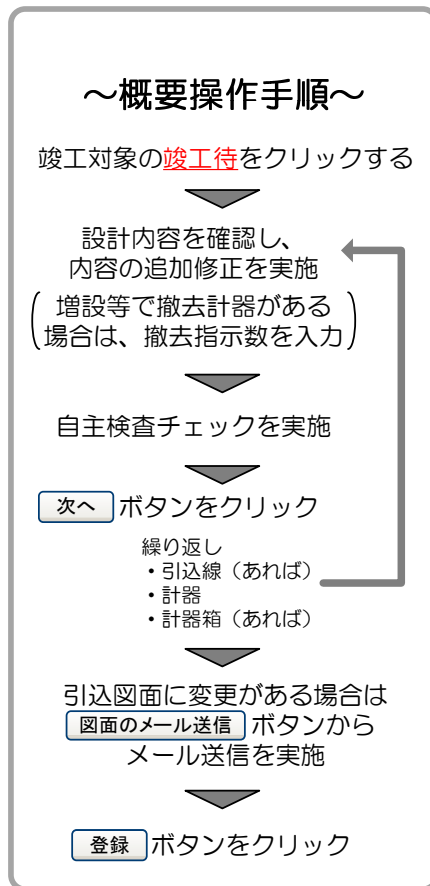 ～概要操作手順～
竣工対象の竣工待をクリックする
設計内容を確認し、
内容の追加修正を実施
（増設等で撤去計器がある
場合は、撤去指示数を入力）
自主検査チェックを実施
次へ ボタンをクリック
繰り返し
・引込線（あれば）
・計器
・計器箱（あれば）
引込図面に変更がある場合は
図面のメール送信 ボタンから
メール送信を実施
登録 ボタンをクリック